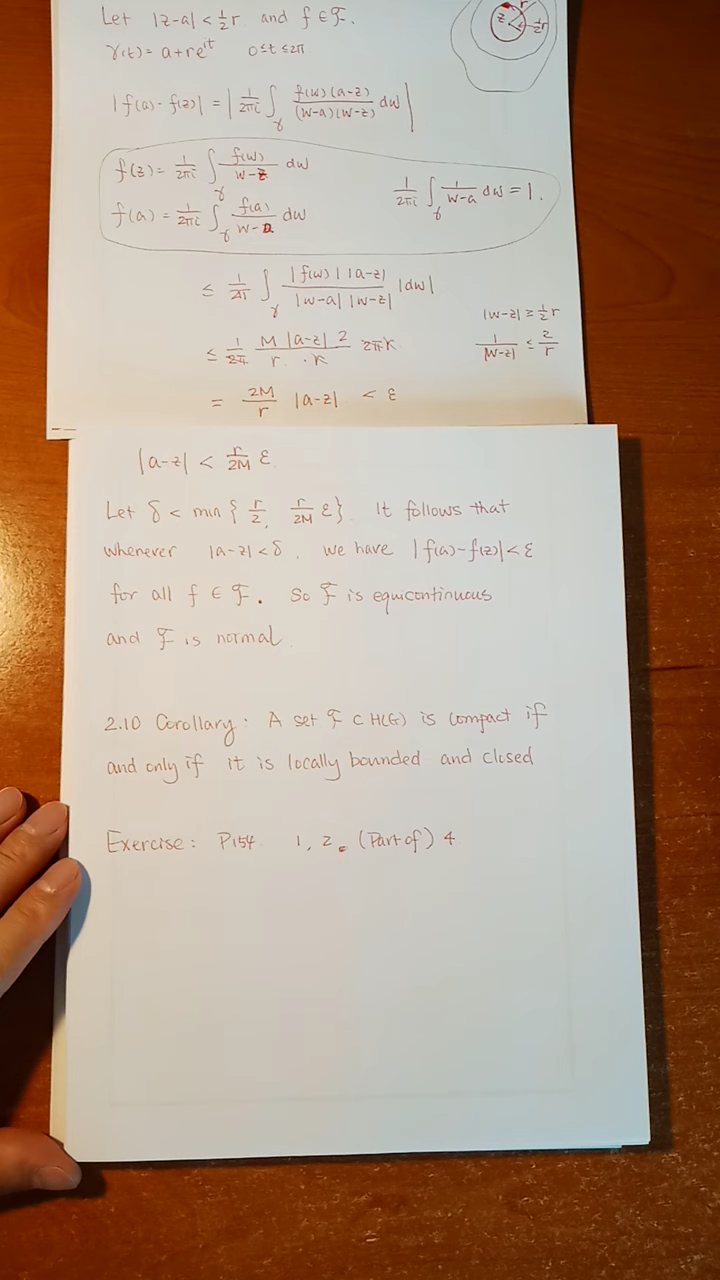 Let |z-a| < ½r and f ∈ ℱ.
γ(t) = a+re^{it} 0≤t≤2π
z r ½r
|f(a) - f(z)| = | 1/2πi ∫_γ f(w)(a-z)/(w-a)(w-z) dw |
f(z) = 1/2πi ∫_γ f(w)/w-z dw
1/2πi ∫_γ 1/w-a dw = 1.
f(a) = 1/2πi ∫_γ f(a)/w-a dw
≤ 1/2π ∫_γ |f(w)| |a-z|/|w-a| |w-z| |dw|
|w-z| ≥ ½r
≤ 1/2π M |a-z| 2/r · r 2πr
1/|w-z| ≤ 2/r
= 2M/r |a-z| < ε
|a-z| < r/2M ε.
Let δ < min { r/2, r/2M ε}. It follows that
whenever |a-z| < δ, we have |f(a)-f(z)| < ε
for all f ∈ ℱ. So ℱ is equicontinuous
and ℱ is normal.
2.10 Corollary: A set ℱ ⊂ H(G) is compact if
and only if it is locally bounded and closed
Exercise: P154 1, 2. (Part of) 4